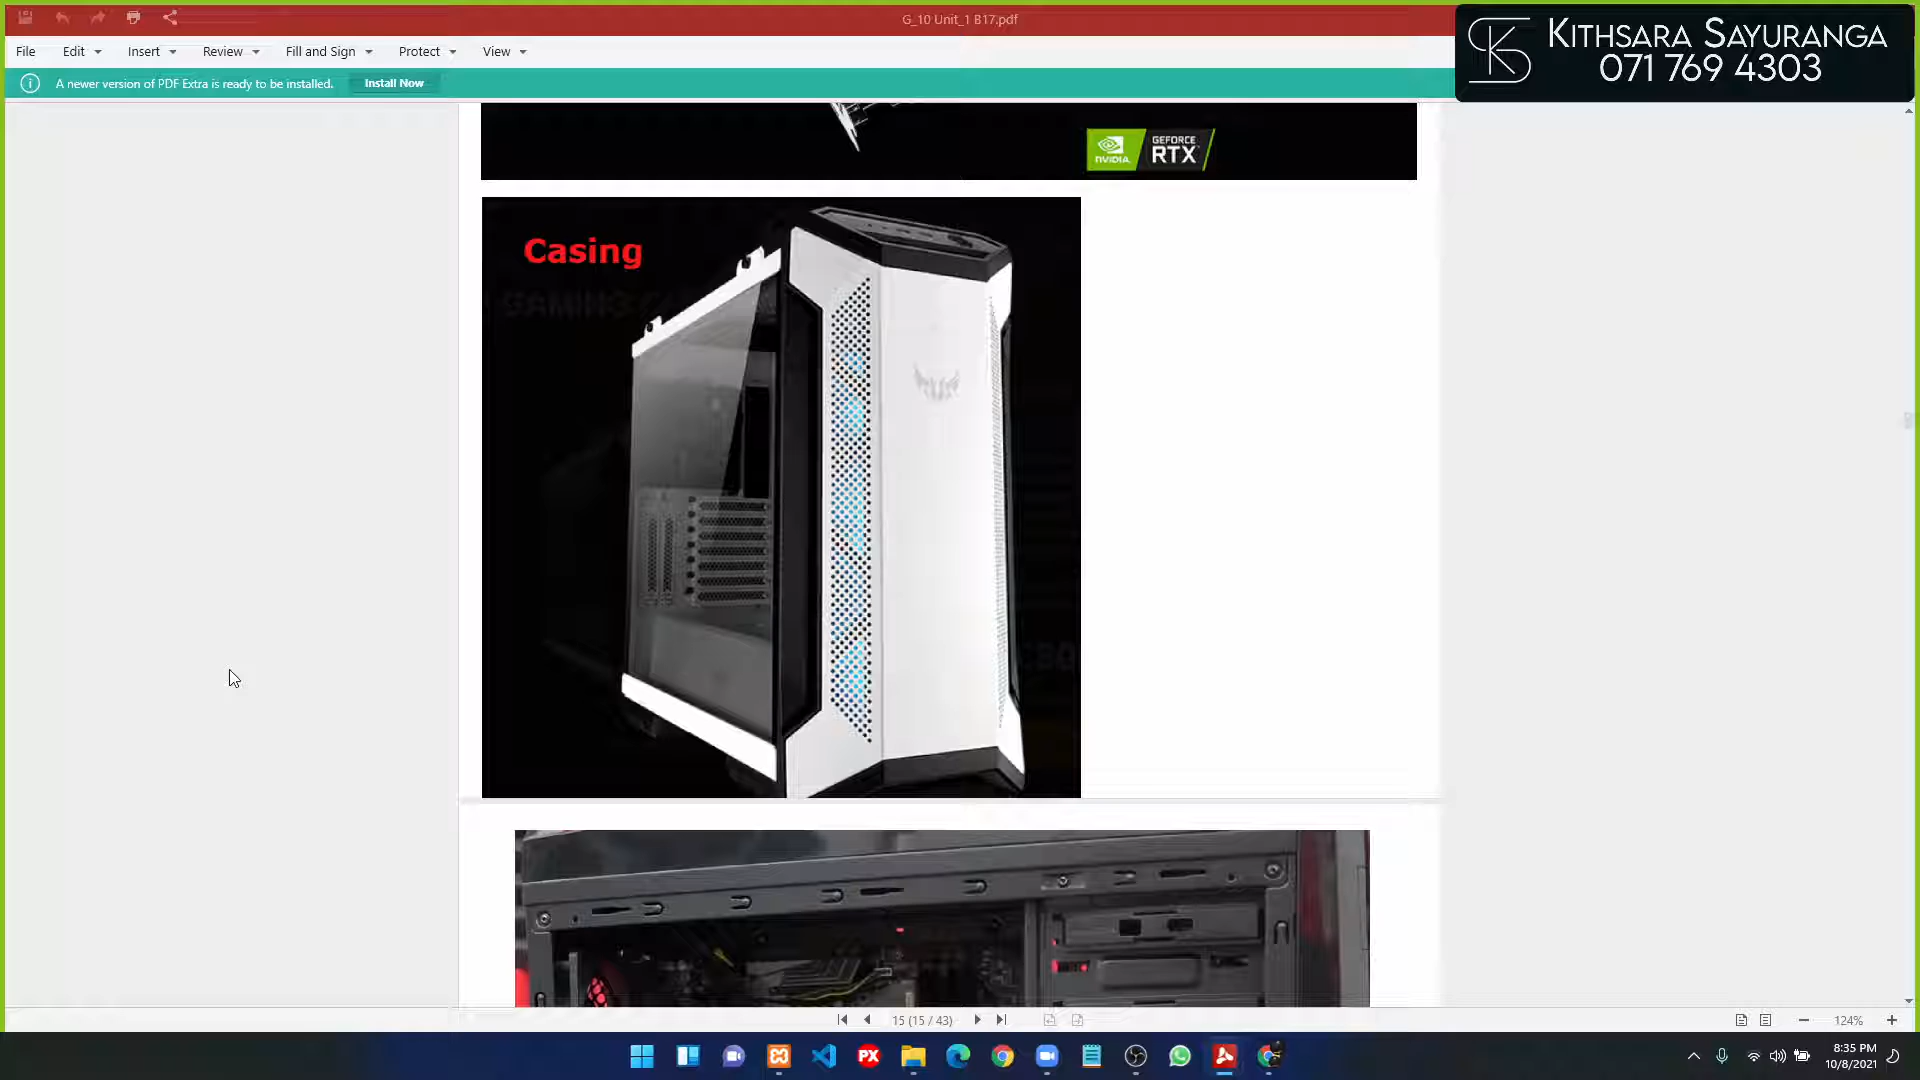 G_10 Unit_1 B17.pdf
KITHSARA SAYURANGA
071 769 4303
File Edit Insert Review Fill and Sign Protect View
A newer version of PDF Extra is ready to be installed. Install Now
NVIDIA. GEFORCE RTX
Casing
15 (15 / 43)
124%
8:35 PM
10/8/2021